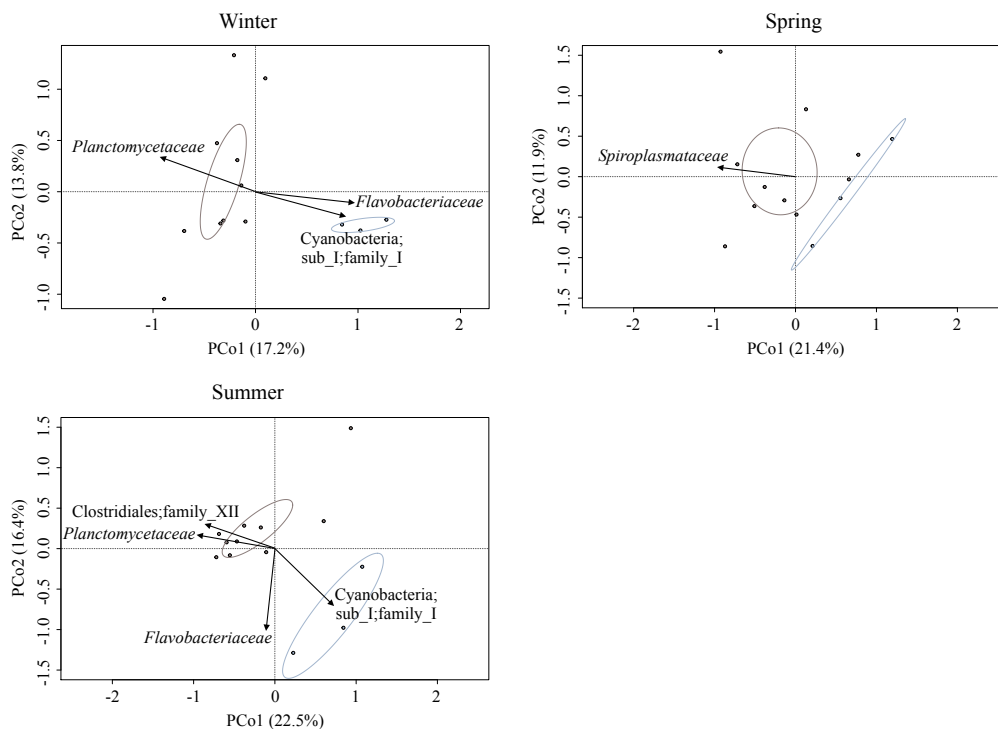 Winter
PCo2 (13.8%)
1.0
0.5
0.0
-0.5
-1.0
Planctomycetaceae
Flavobacteriaceae
Cyanobacteria;
sub_I;family_I
-1
0
1
2
PCo1 (17.2%)
Spring
PCo2 (11.9%)
1.5
1.0
0.5
0.0
-0.5
-1.0
-1.5
Spiroplasmataceae
-2
-1
0
1
2
PCo1 (21.4%)
Summer
PCo2 (16.4%)
1.5
1.0
0.5
0.0
-0.5
-1.0
-1.5
Clostridiales;family_XII
Planctomycetaceae
Cyanobacteria;
sub_I;family_I
Flavobacteriaceae
-2
-1
0
1
2
PCo1 (22.5%)